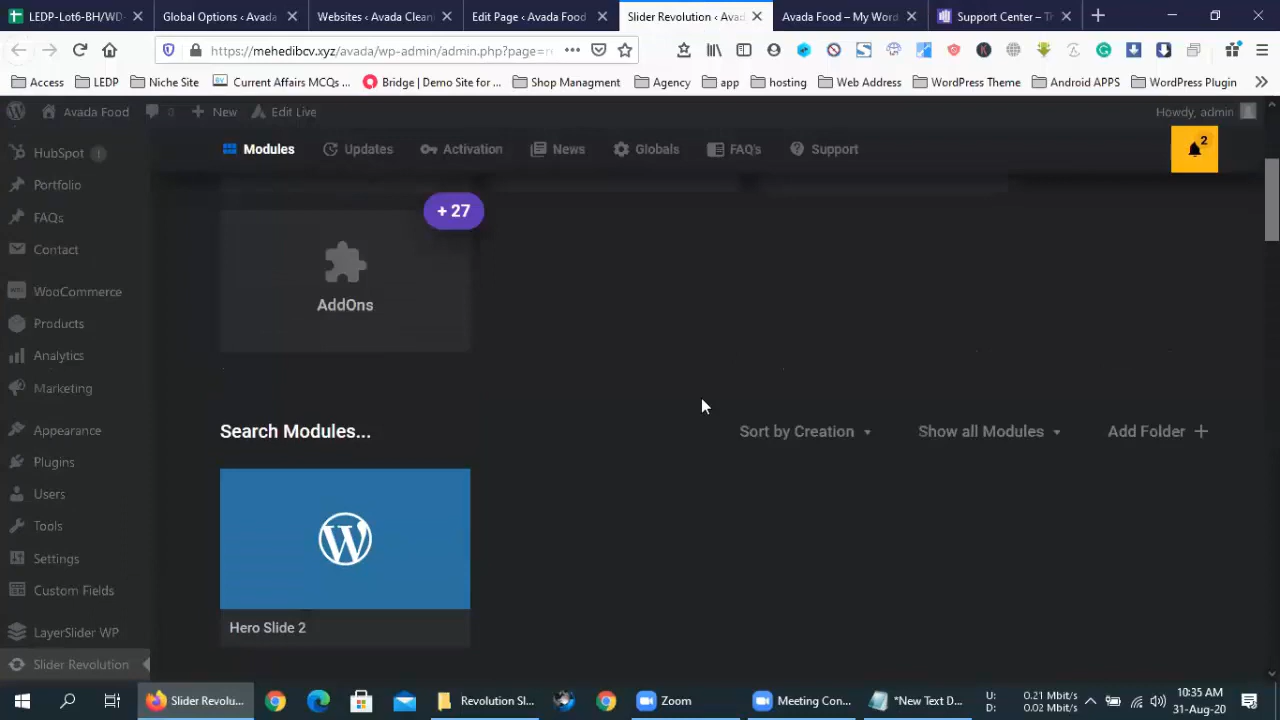 LEDP-Lot6-BH/WD
Global Options ‹ Avada
Websites ‹ Avada Clean
Edit Page ‹ Avada Food
Slider Revolution ‹ Avad
Avada Food – My Word
Support Center – T
https://mehedibcv.xyz/avada/wp-admin/admin.php?page=re
Access
LEDP
Niche Site
Current Affairs MCQs ...
Bridge | Demo Site for ...
Shop Managment
Agency
app
hosting
Web Address
WordPress Theme
Android APPS
WordPress Plugin
Avada Food
0
New
Edit Live
Howdy, admin
HubSpot 1
Portfolio
FAQs
Contact
WooCommerce
Products
Analytics
Marketing
Appearance
Plugins
Users
Tools
Settings
Custom Fields
LayerSlider WP
Slider Revolution
Modules
Updates
Activation
News
Globals
FAQ's
Support
2
+ 27
AddOns
Search Modules...
Sort by Creation
Show all Modules
Add Folder
Hero Slide 2
Slider Revolu...
Revolution Sl...
Zoom
Meeting Con...
*New Text D...
U: 0.21 Mbit/s
D: 0.02 Mbit/s
10:35 AM
31-Aug-20